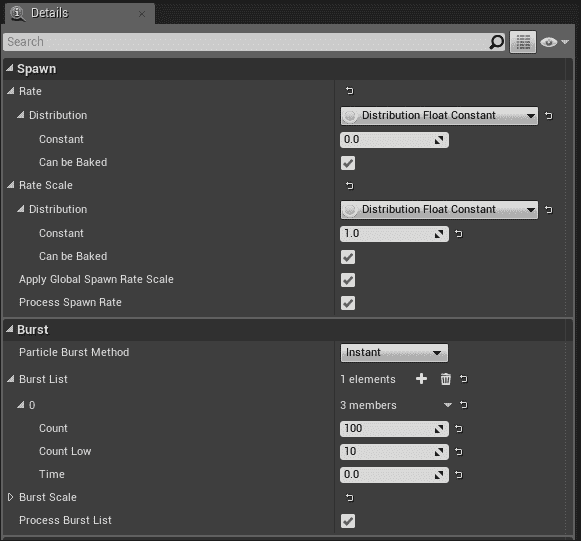 Details
Search
Spawn
Rate
Distribution Distribution Float Constant
Constant 0.0
Can be Baked
Rate Scale
Distribution Distribution Float Constant
Constant 1.0
Can be Baked
Apply Global Spawn Rate Scale
Process Spawn Rate
Burst
Particle Burst Method Instant
Burst List 1 elements
0 3 members
Count 100
Count Low 10
Time 0.0
Burst Scale
Process Burst List